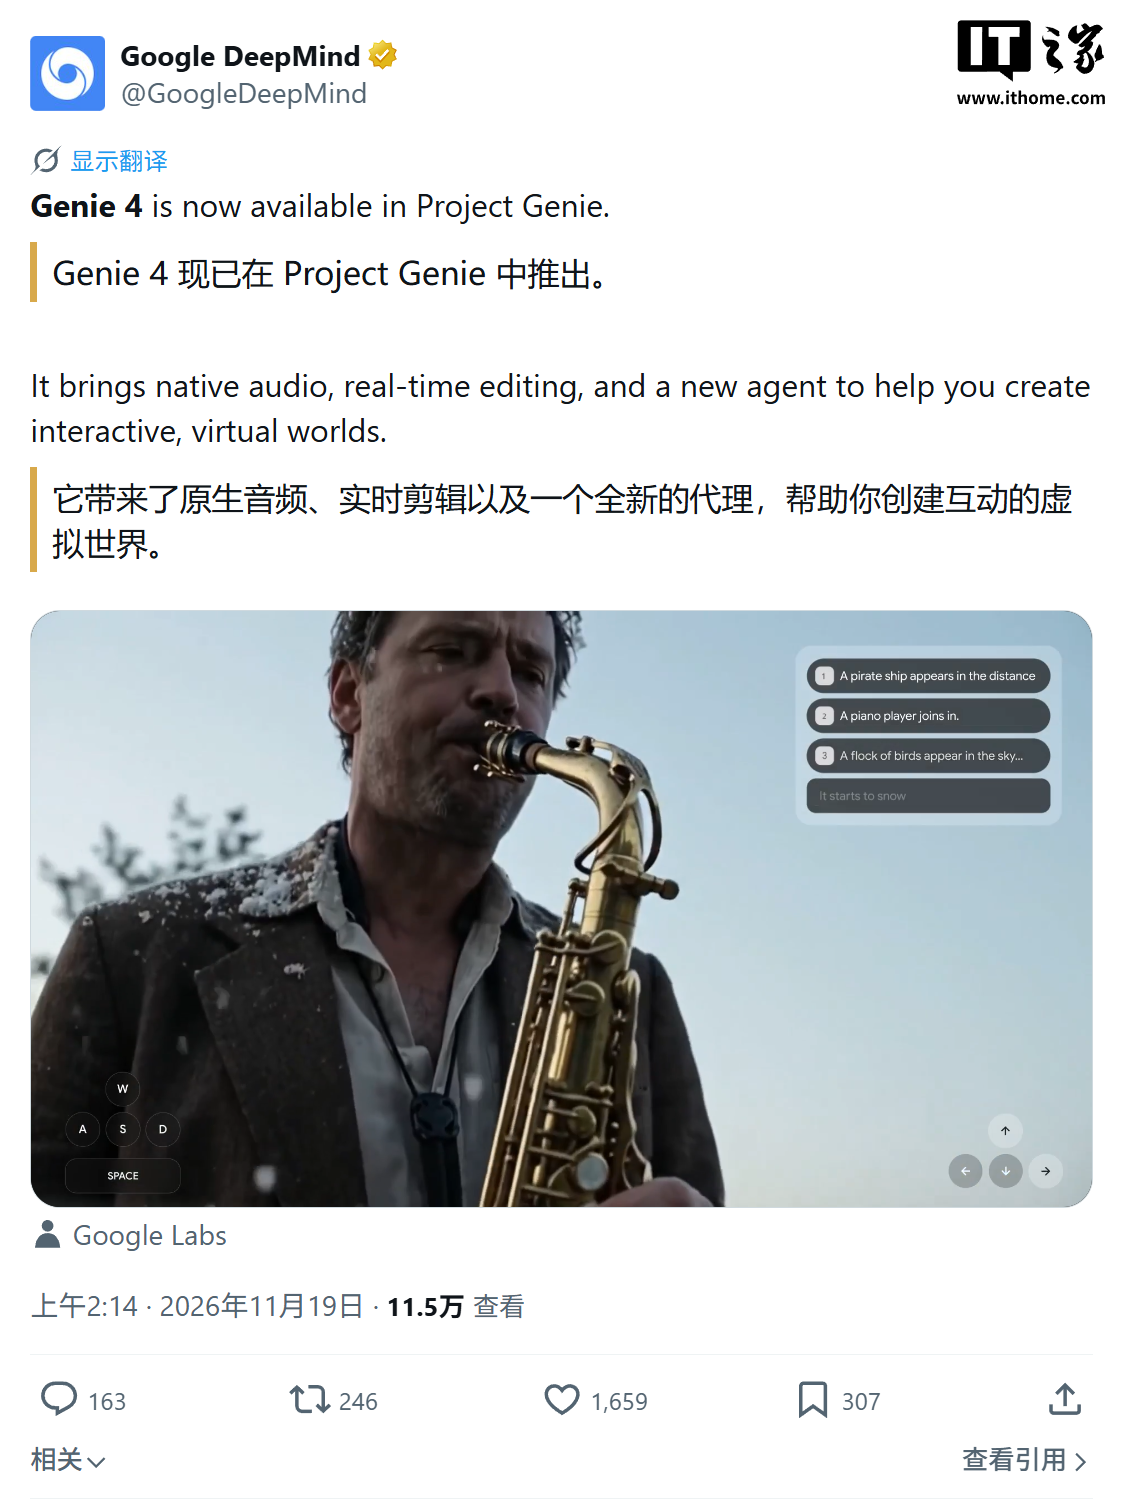 Google DeepMind
@GoogleDeepMind
IT之家
www.ithome.com
显示翻译
Genie 4 is now available in Project Genie.
Genie 4 现已在 Project Genie 中推出。
It brings native audio, real-time editing, and a new agent to help you create
interactive, virtual worlds.
它带来了原生音频、实时剪辑以及一个全新的代理，帮助你创建互动的虚
拟世界。
1 A pirate ship appears in the distance
2 A piano player joins in.
3 A flock of birds appear in the sky...
It starts to snow
W
A S D
SPACE
Google Labs
上午2:14 · 2026年11月19日 · 11.5万 查看
163 246 1,659 307
相关 查看引用